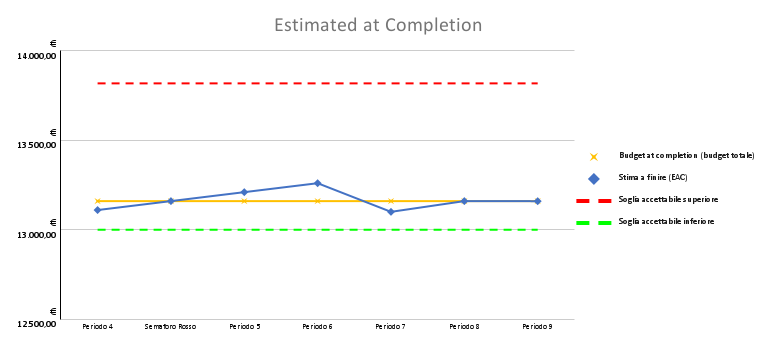 Estimated at Completion
€
14.000,00
€
13.500,00
€
13.000,00
€
12.500,00
Periodo 4 Semaforo Rosso Periodo 5 Periodo 6 Periodo 7 Periodo 8 Periodo 9
Budget at completion (budget totale)
Stima a finire (EAC)
Soglia accettabile superiore
Soglia accettabile inferiore